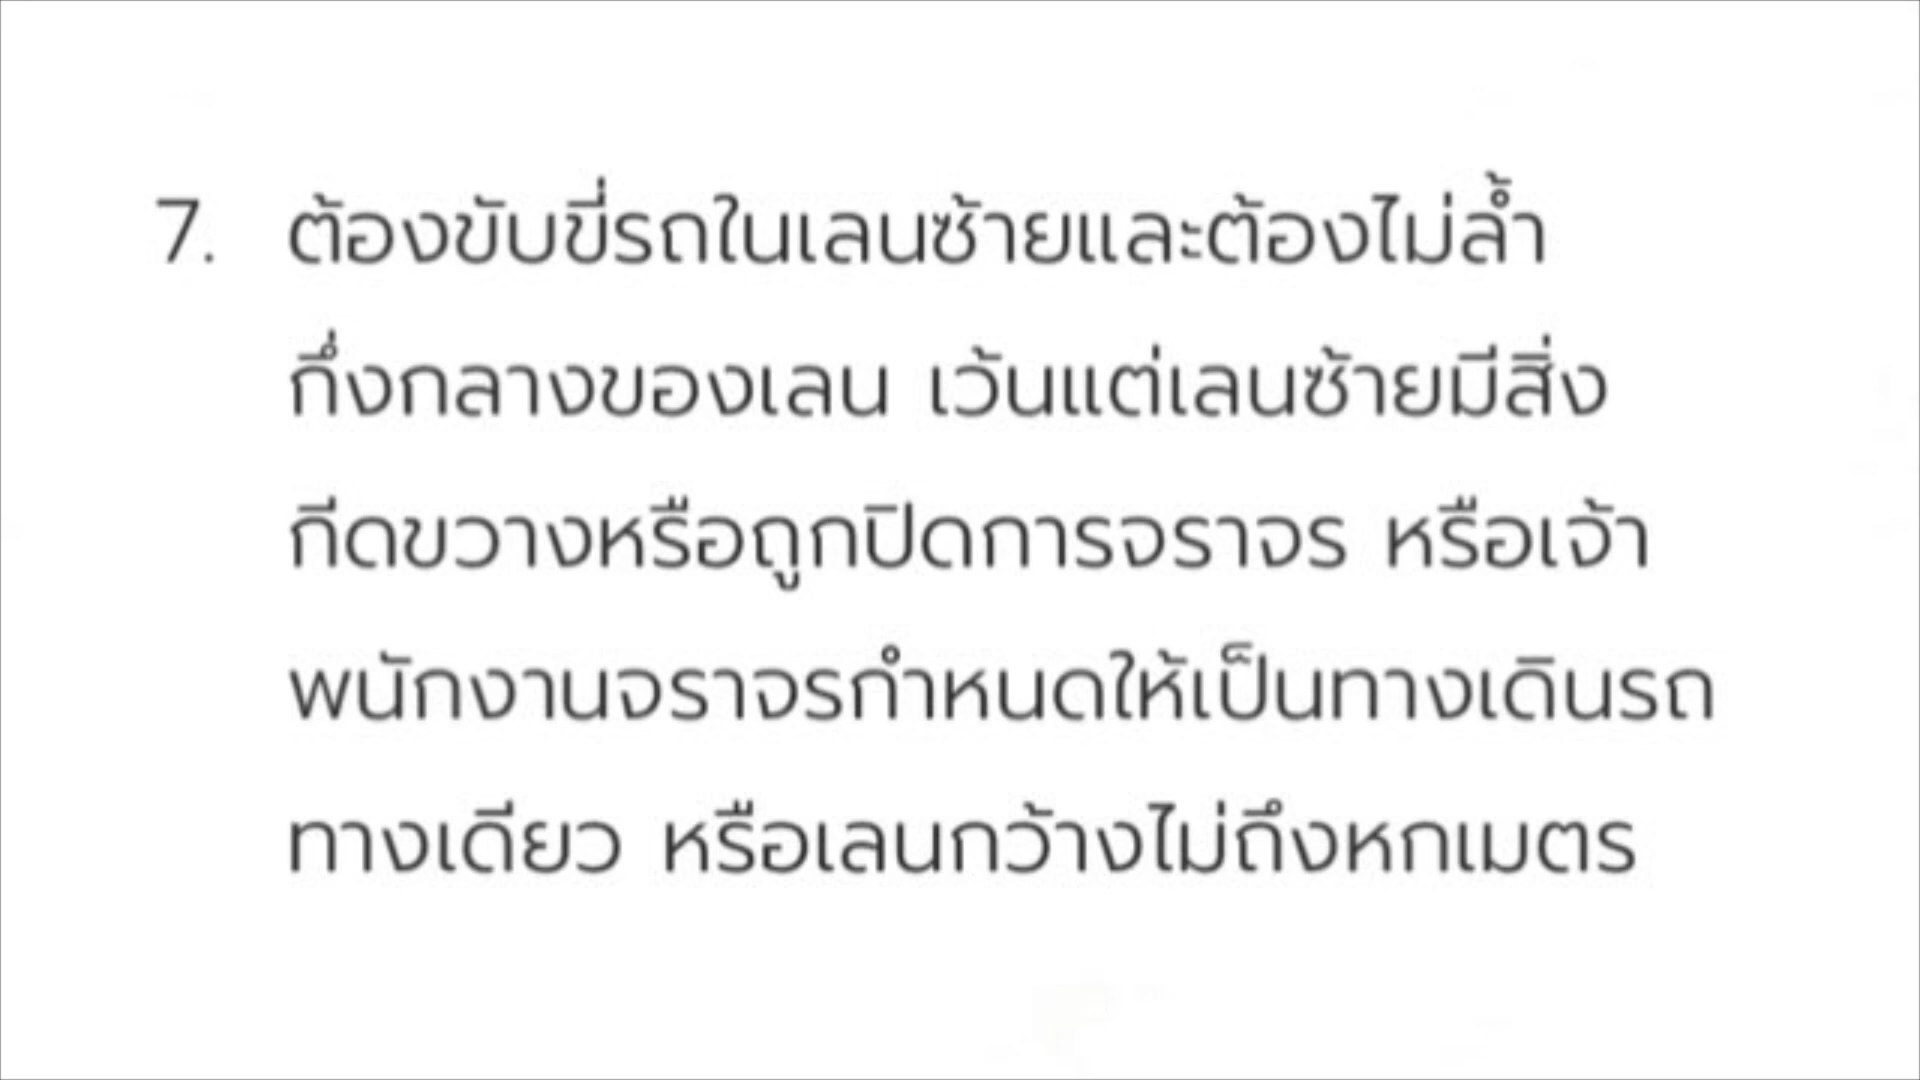 7. ต้องขับขี่รถในเลนซ้ายและต้องไม่ล้ำ
กึ่งกลางของเลน เว้นแต่เลนซ้ายมีสิ่ง
กีดขวางหรือถูกปิดการจราจร หรือเจ้า
พนักงานจราจรกำหนดให้เป็นทางเดินรถ
ทางเดียว หรือเลนกว้างไม่ถึงหกเมตร